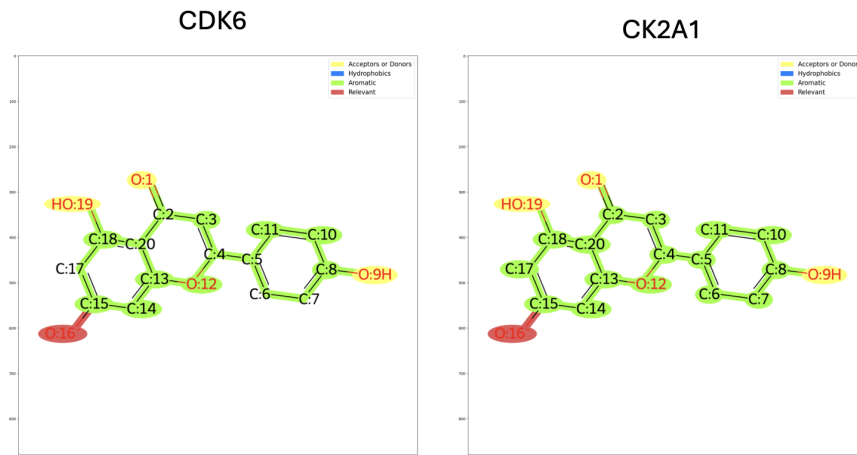 CDK6
CK2A1
0
100
200
300
400
500
600
700
800
Acceptors or Donors
Hydrophobics
Aromatic
Relevant
O:1
HO:19
C:2
C:3
C:18
C:20
C:11
C:10
C:4
C:5
C:17
C:13
O:12
C:8
O:9H
C:6
C:7
C:15
C:14
O:16
0
100
200
300
400
500
600
700
800
Acceptors or Donors
Hydrophobics
Aromatic
Relevant
O:1
HO:19
C:2
C:3
C:18
C:20
C:11
C:10
C:4
C:5
C:17
C:13
O:12
C:8
O:9H
C:6
C:7
C:15
C:14
O:16